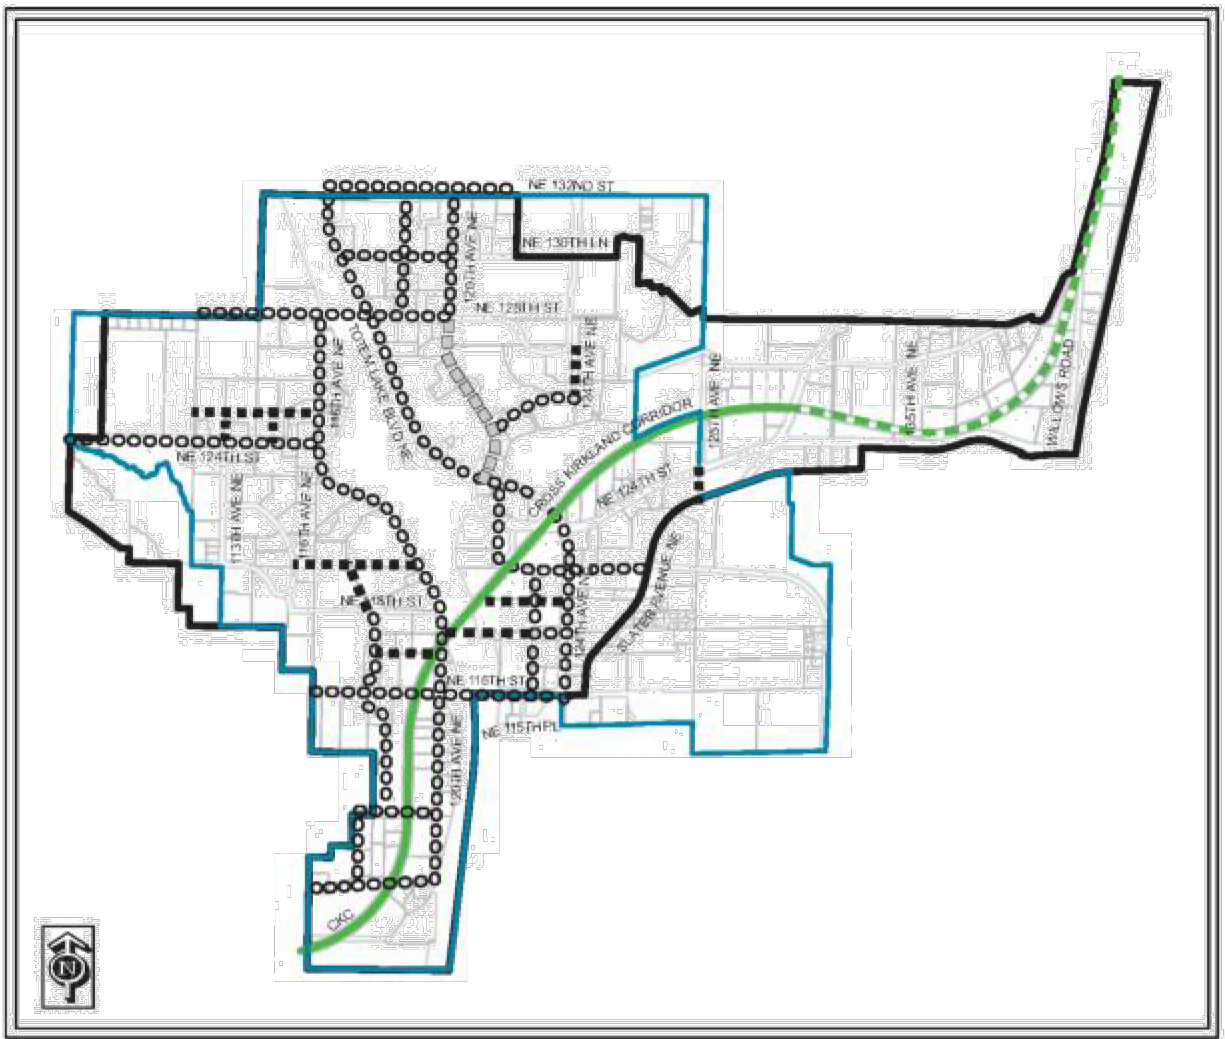 NE 132ND ST
NE 130TH LN
120TH AVE NE
NE 128TH ST
TOTEM LAKE BLVD NE
116TH AVE NE
124TH AVE NE
125TH AVE NE
WILLOWS ROAD
CROSS KIRKLAND CORRIDOR
NE 124TH ST
NE 124TH ST
113TH AVE NE
116TH AVE NE
NE 118TH ST
124TH AVE NE
SLATER AVENUE NE
NE 116TH ST
NE 115TH PL
120TH AVE NE
CKC
N